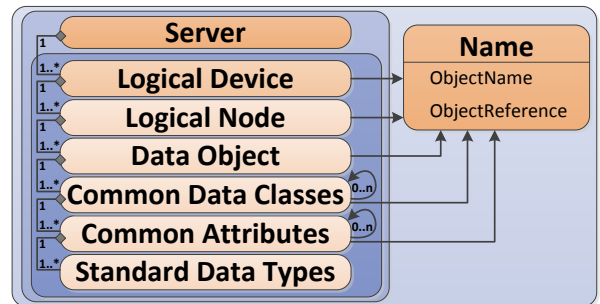 Server
1
1..*
Logical Device
1
1..*
Logical Node
1
1..*
Data Object
1
1..*
Common Data Classes
0..n
1
1..*
Common Attributes
0..n
1
1..*
Standard Data Types
Name
ObjectName
ObjectReference